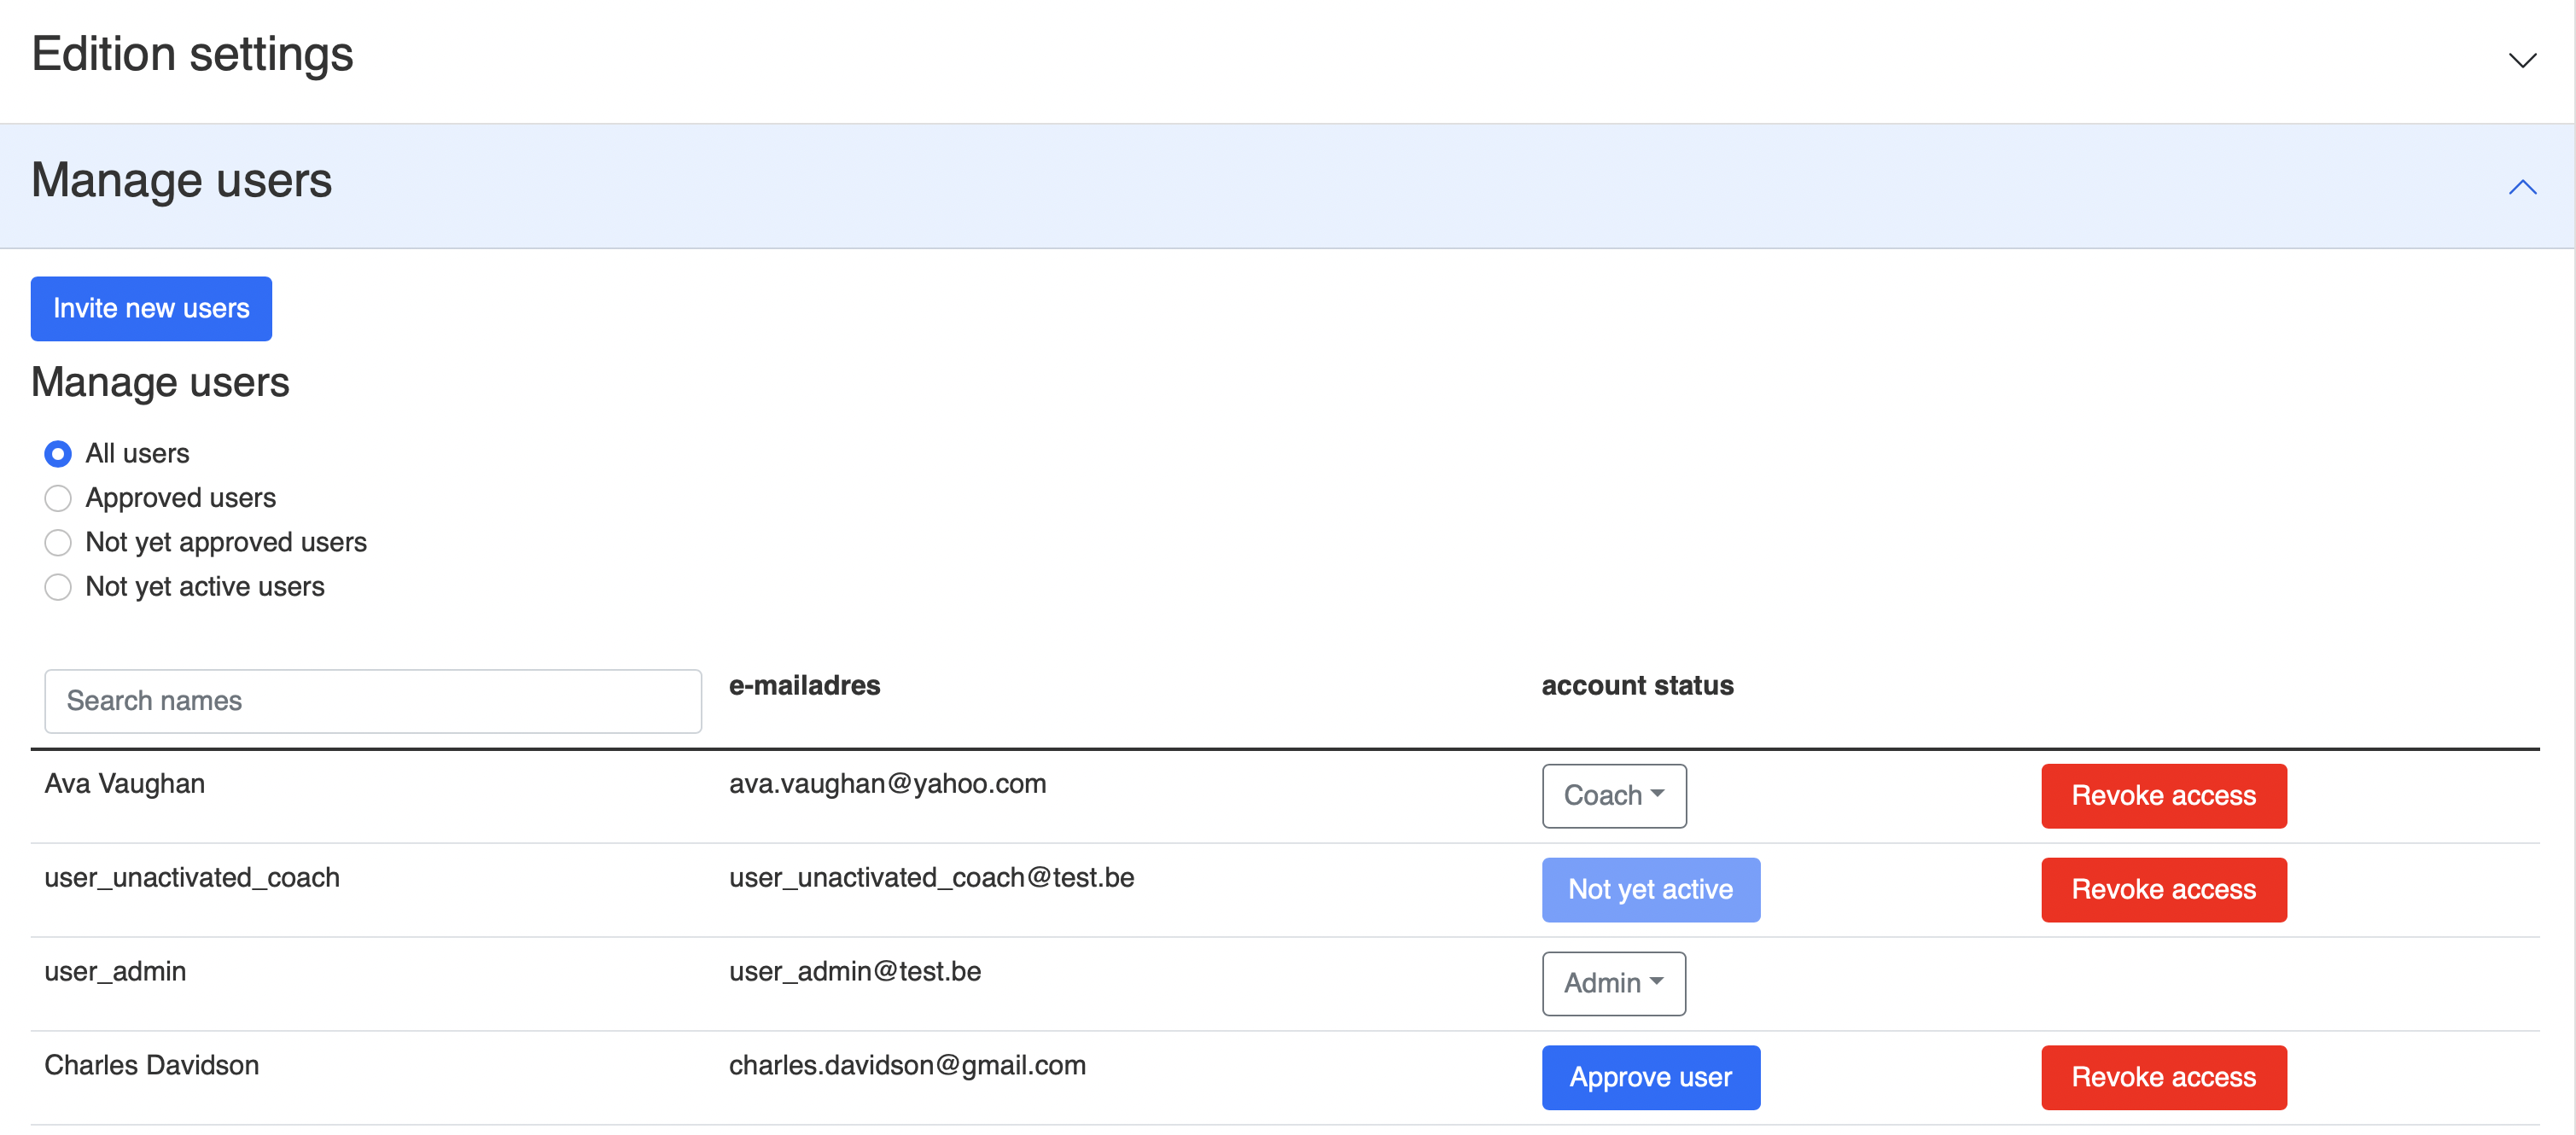 Edition settings
Manage users
Invite new users
Manage users
All users
Approved users
Not yet approved users
Not yet active users
Search names e-mailadres account status
Ava Vaughan ava.vaughan@yahoo.com Coach Revoke access
user_unactivated_coach user_unactivated_coach@test.be Not yet active Revoke access
user_admin user_admin@test.be Admin
Charles Davidson charles.davidson@gmail.com Approve user Revoke access